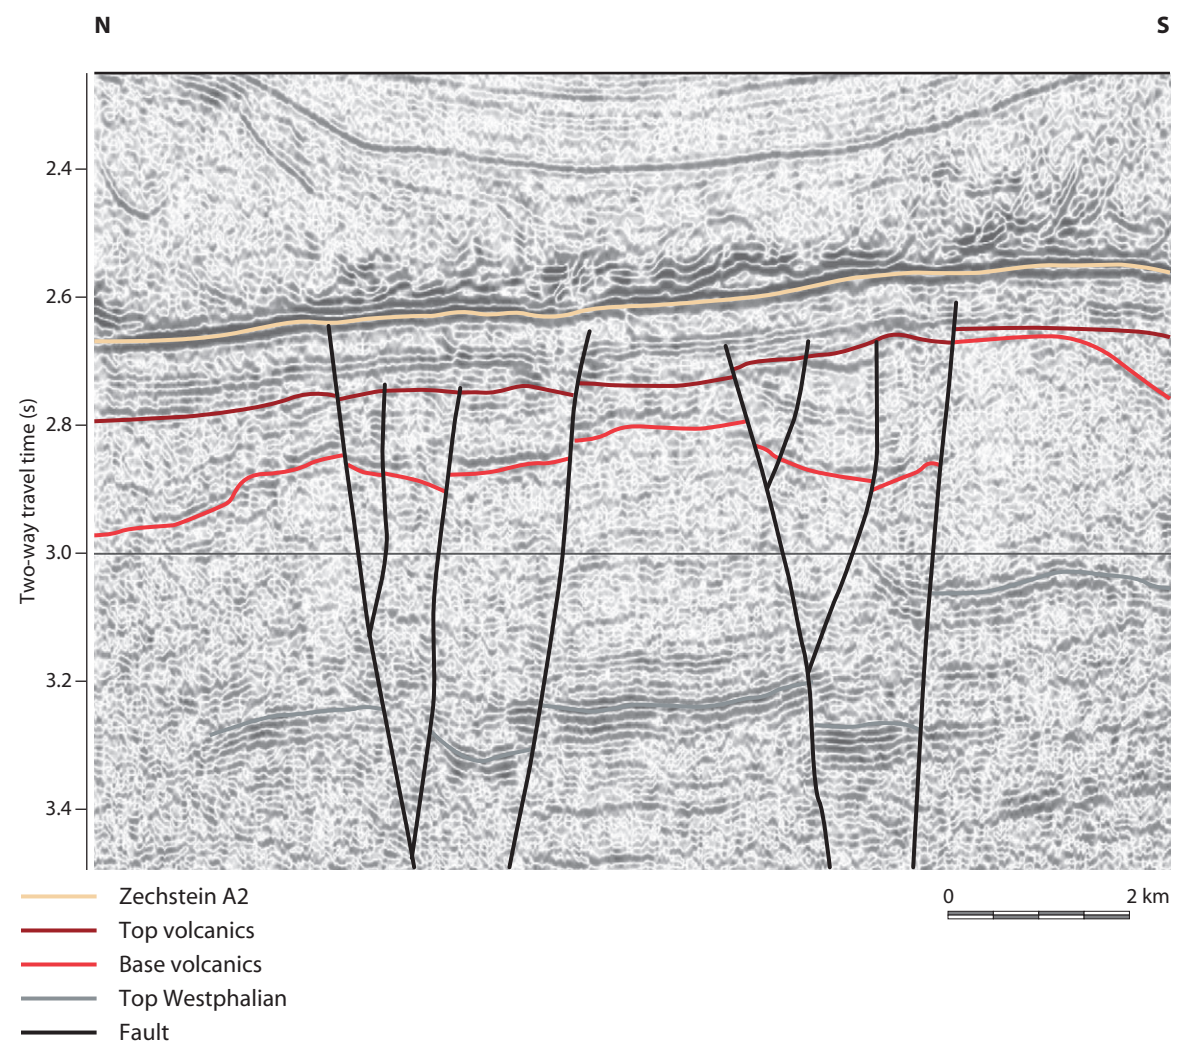 N
S
2.4
2.6
2.8
3.0
3.2
3.4
Two-way travel time (s)
Zechstein A2
Top volcanics
Base volcanics
Top Westphalian
Fault
0
2 km